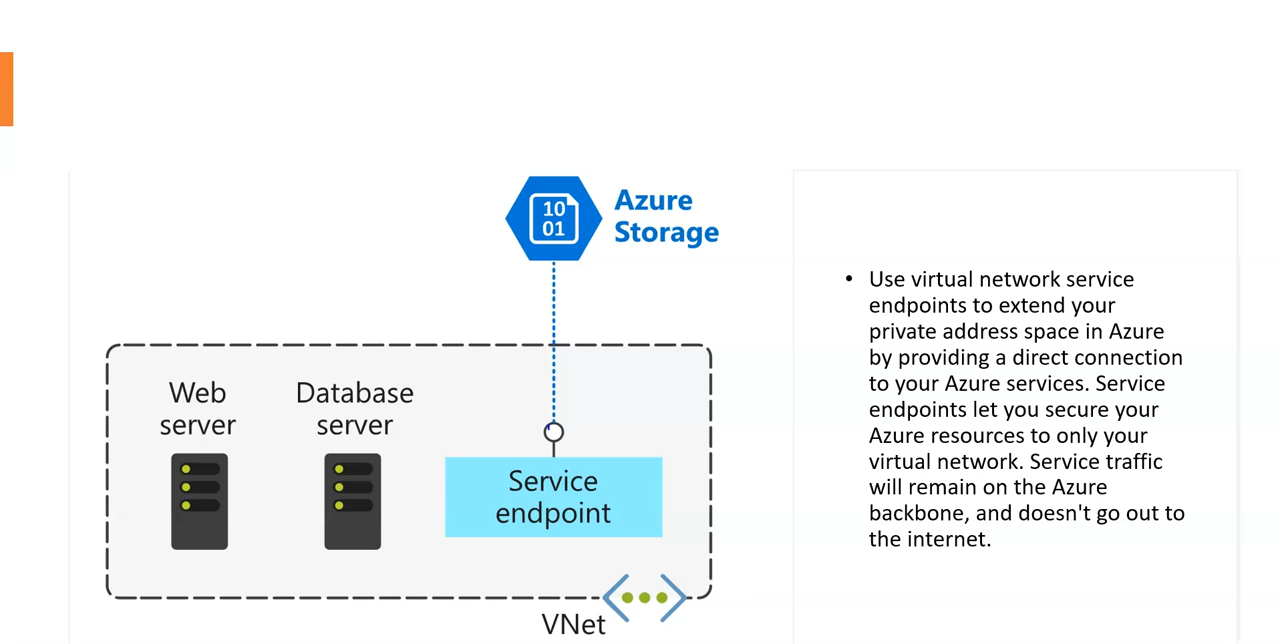 10
01
Azure
Storage
Web
server
Database
server
Service
endpoint
VNet
• Use virtual network service
endpoints to extend your
private address space in Azure
by providing a direct connection
to your Azure services. Service
endpoints let you secure your
Azure resources to only your
virtual network. Service traffic
will remain on the Azure
backbone, and doesn't go out to
the internet.